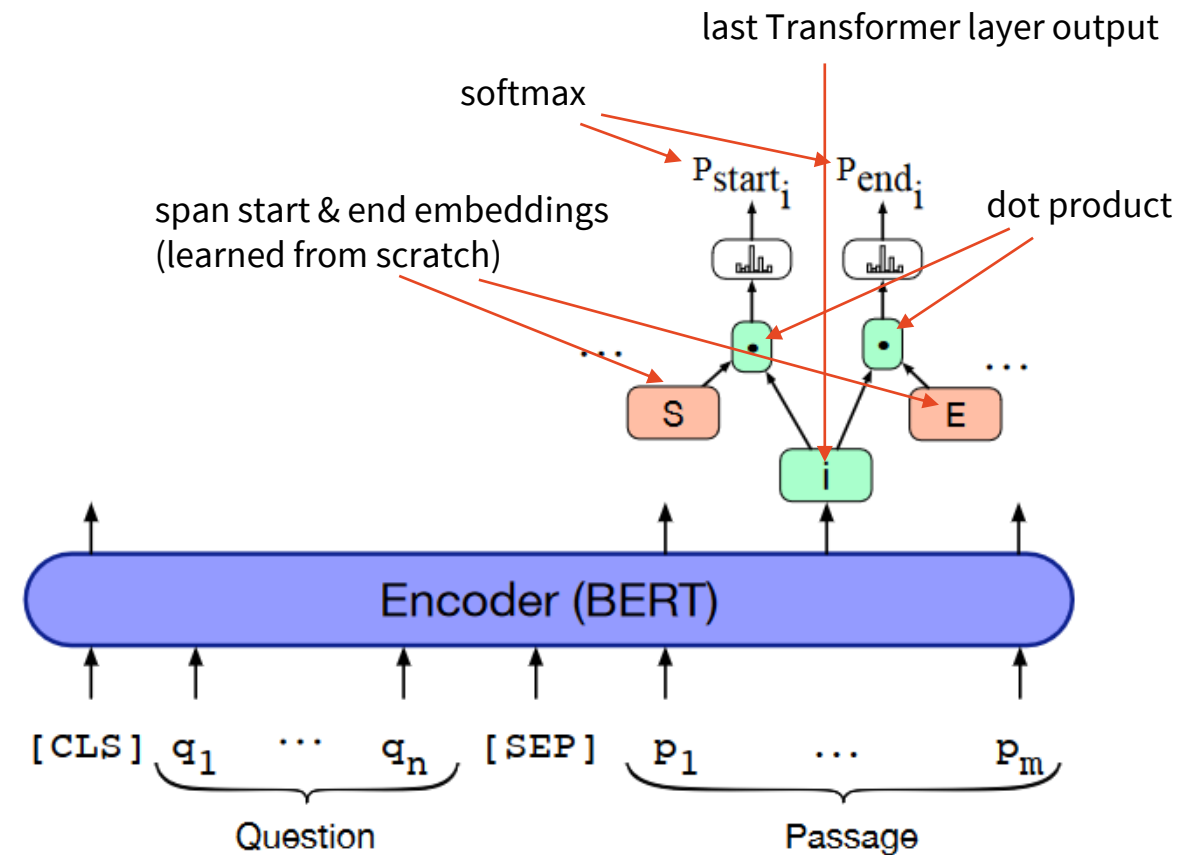 last Transformer layer output
softmax
P_start_i P_end_i
span start & end embeddings
(learned from scratch)
dot product
...
...
S
E
i
Encoder (BERT)
[CLS] q_1 ... q_n [SEP] p_1 ... p_m
Question Passage